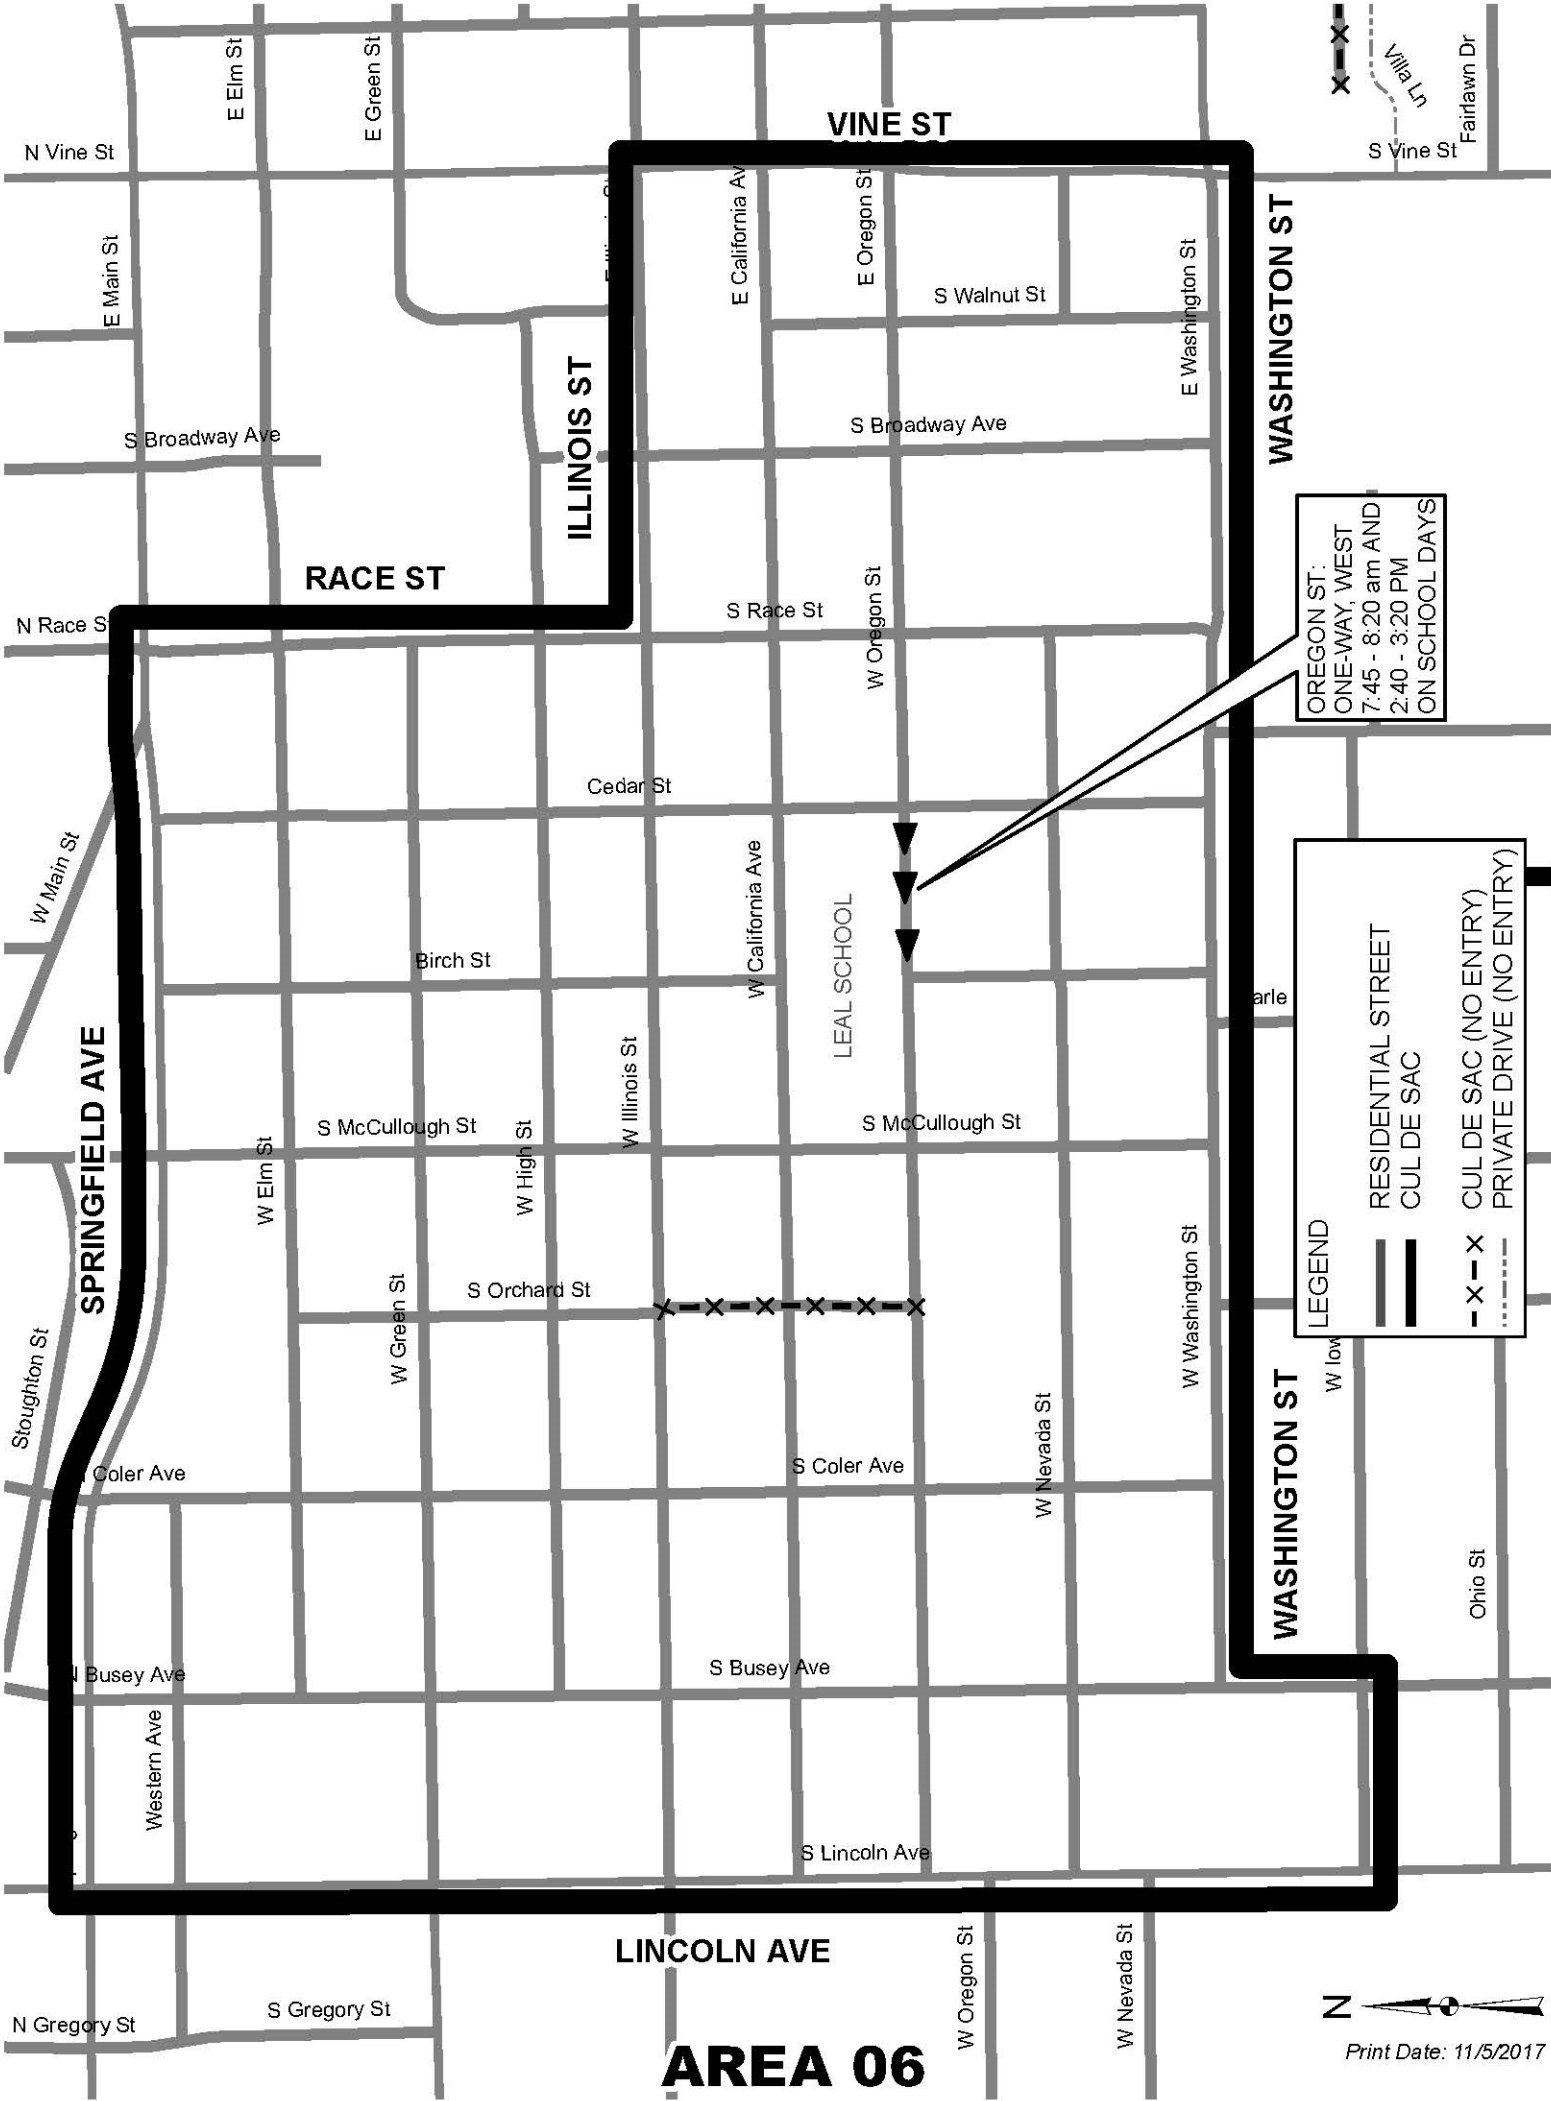 E Elm St
E Green St
Villa Ln
Fairlawn Dr
VINE ST
N Vine St
S Vine St
E Main St
E California Av
E Oregon St
S Walnut St
E Washington St
WASHINGTON ST
S Broadway Ave
S Broadway Ave
ILLINOIS ST
RACE ST
N Race S
S Race St
W Oregon St
OREGON ST:
ONE-WAY, WEST
7:45 - 8:20 am AND
2:40 - 3:20 PM
ON SCHOOL DAYS
Cedar St
W Main St
W California Ave
LEAL SCHOOL
Birch St
arle
SPRINGFIELD AVE
W Illinois St
S McCullough St
S McCullough St
W Elm St
W High St
LEGEND
RESIDENTIAL STREET
CUL DE SAC
CUL DE SAC (NO ENTRY)
PRIVATE DRIVE (NO ENTRY)
S Orchard St
W Green St
W Washington St
Stoughton St
W Iow
WASHINGTON ST
N Coler Ave
S Coler Ave
W Nevada St
Ohio St
N Busey Ave
S Busey Ave
Western Ave
S Lincoln Ave
LINCOLN AVE
W Oregon St
W Nevada St
N Gregory St
S Gregory St
AREA 06
N
Print Date: 11/5/2017